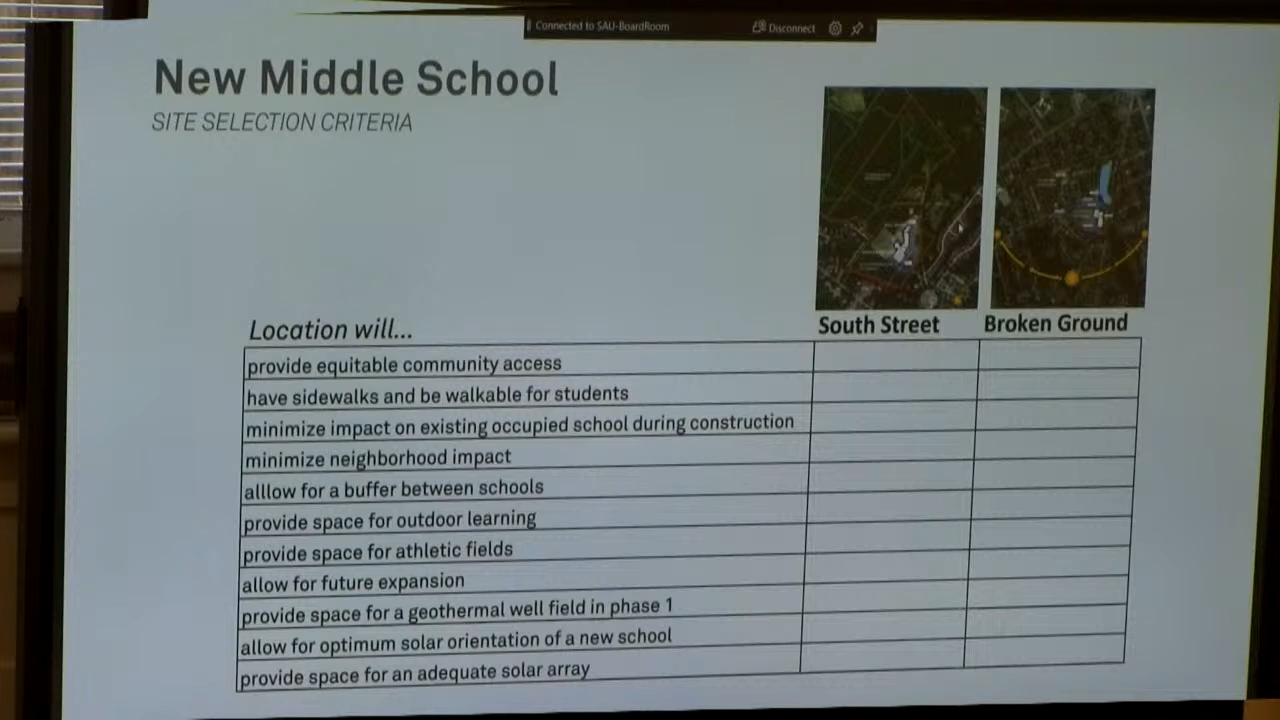 Connected to SAU-BoardRoom
Disconnect
New Middle School
SITE SELECTION CRITERIA
Location will...
South Street
Broken Ground
provide equitable community access
have sidewalks and be walkable for students
minimize impact on existing occupied school during construction
minimize neighborhood impact
alllow for a buffer between schools
provide space for outdoor learning
provide space for athletic fields
allow for future expansion
provide space for a geothermal well field in phase 1
allow for optimum solar orientation of a new school
provide space for an adequate solar array